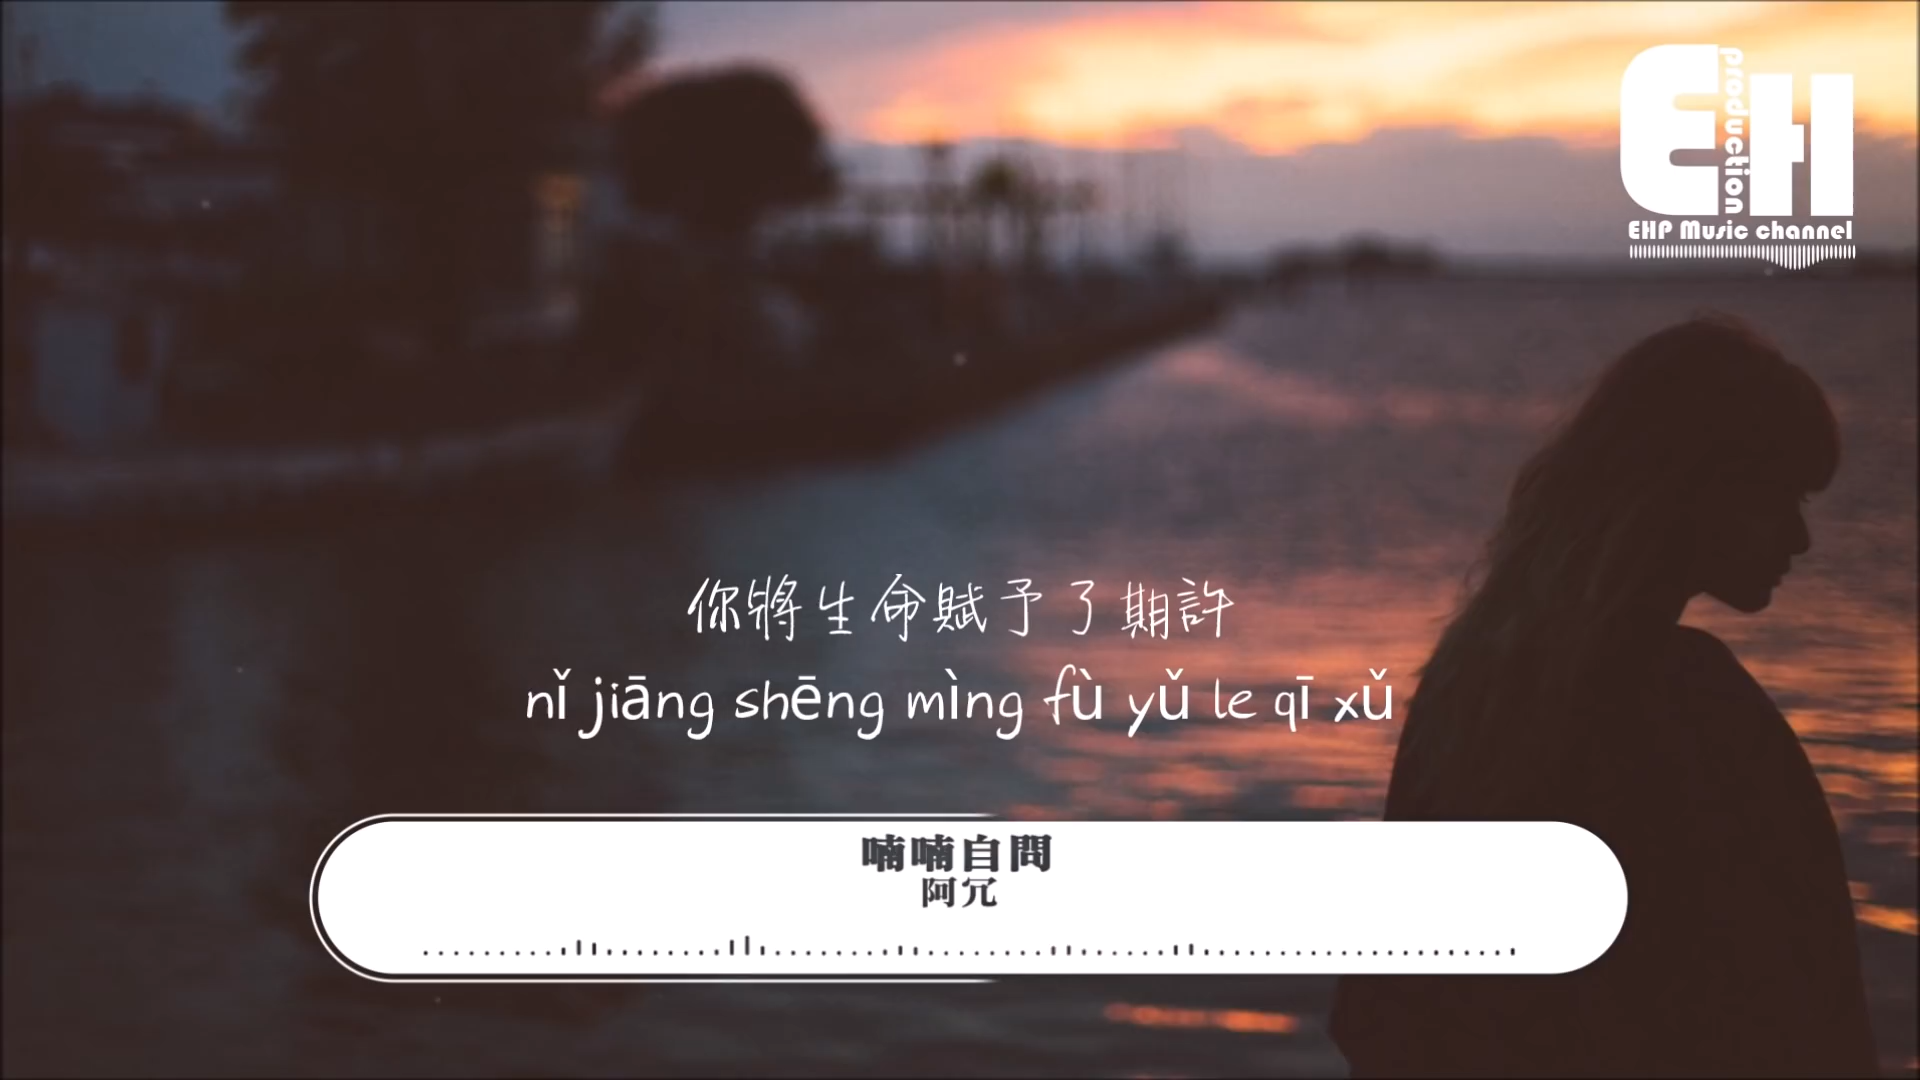 EH
production
EHP Music channel
你將生命賦予了期許
nǐ jiāng shēng mìng fù yǔ le qī xǔ
喃喃自問
阿冗